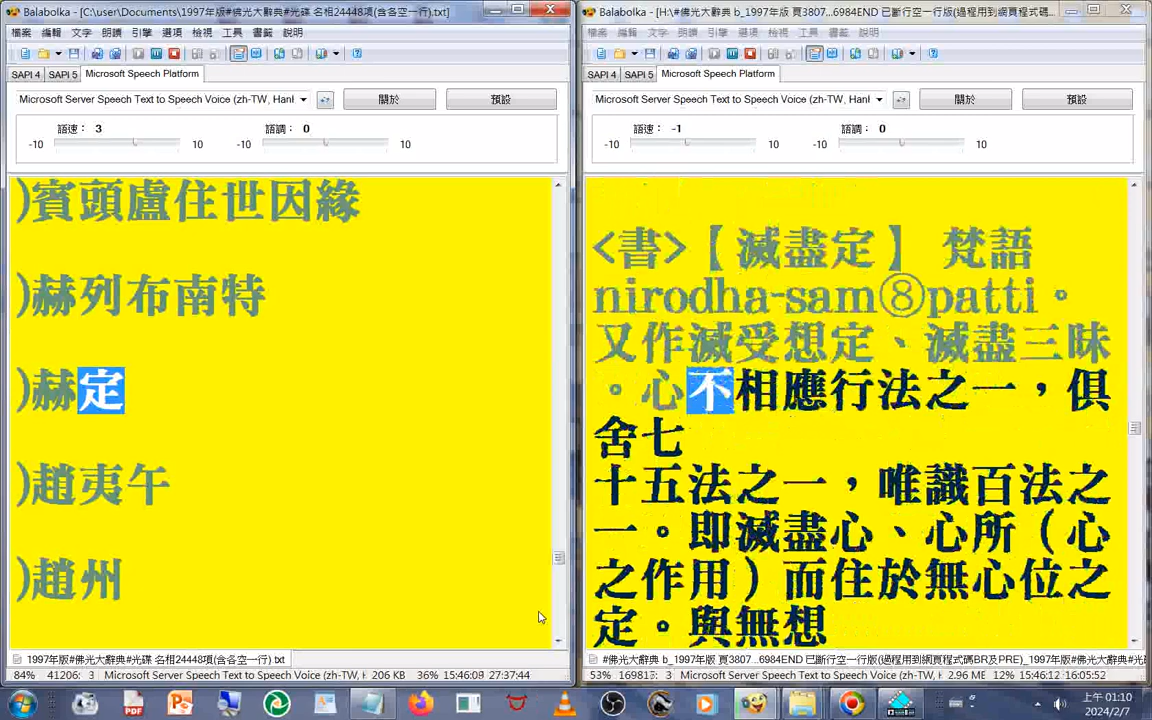 Balabolka - [C:\user\Documents\1997年版#佛光大辭典#光碟 名相24448項(含各空一行).txt]
檔案 編輯 文字 朗讀 引擎 選項 檢視 工具 書籤 說明
SAPI 4 SAPI 5 Microsoft Speech Platform
Microsoft Server Speech Text to Speech Voice (zh-TW, Hanl
關於
預設
語速： 3
語調： 0
-10 10 -10 10
)賓頭盧住世因緣
)赫列布南特
)赫定
)趙夷午
)趙州
1997年版#佛光大辭典#光碟 名相24448項(含各空一行).txt
84% 41206: 3 Microsoft Server Speech Text to Speech Voice (zh-TW, H 206 KB 36% 15:46:09 27:37:44
Balabolka - [H:\#佛光大辭典 b_1997年版 頁3807...6984END 已斷行空一行版(過程用到網頁程式碼...
檔案 編輯 文字 朗讀 引擎 選項 檢視 工具 書籤 說明
SAPI 4 SAPI 5 Microsoft Speech Platform
Microsoft Server Speech Text to Speech Voice (zh-TW, Hanl
關於
預設
語速： -1
語調： 0
-10 10 -10 10
<書>【滅盡定】 梵語
nirodha-sam⑧patti。
又作滅受想定、滅盡三昧
。心不相應行法之一，俱
舍七
十五法之一，唯識百法之
一。即滅盡心、心所（心
之作用）而住於無心位之
定。與無想
#佛光大辭典 b_1997年版 頁3807...6984END 已斷行空一行版(過程用到網頁程式碼BR及PRE)_1997年版#光
53% 169813: 3 Microsoft Server Speech Text to Speech Voice (zh-TW, 2.96 ME 12% 15:46:12 16:05:52
上午 01:10
2024/2/7